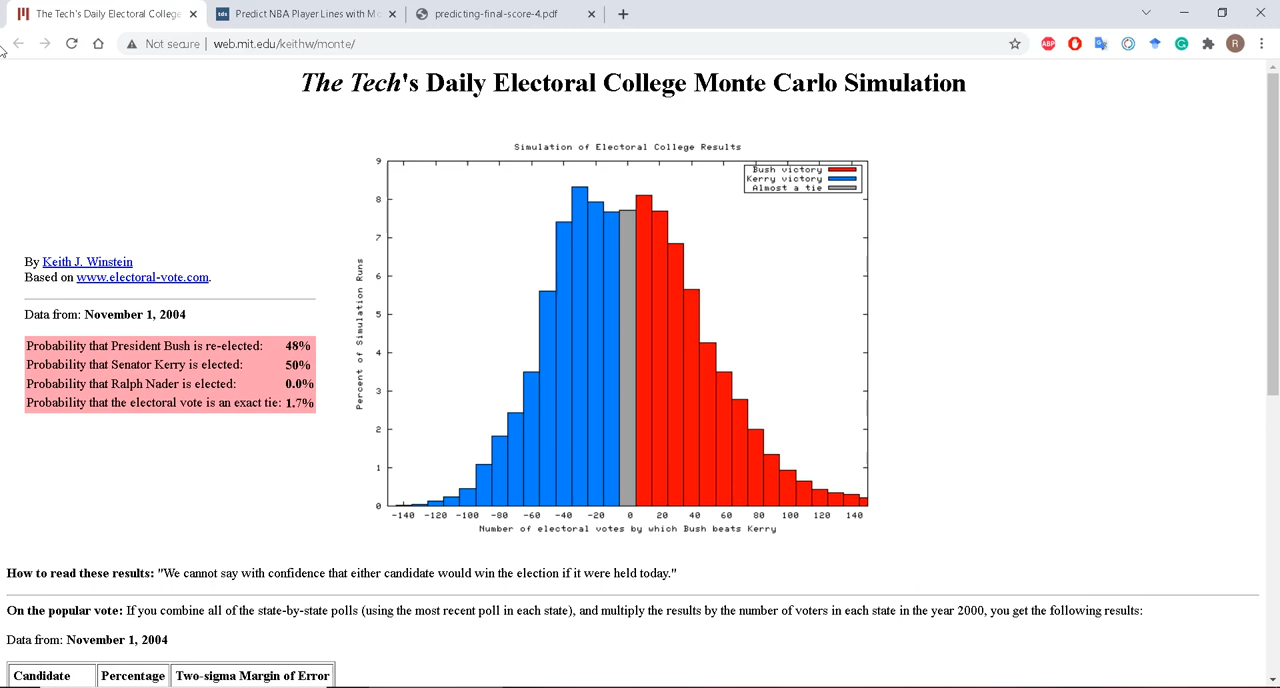 The Tech's Daily Electoral College
Predict NBA Player Lines with Mo
predicting-final-score-4.pdf
Not secure
web.mit.edu/keithw/monte/
ABP
R
The Tech's Daily Electoral College Monte Carlo Simulation
By Keith J. Winstein
Based on www.electoral-vote.com.
Data from: November 1, 2004
Probability that President Bush is re-elected: 48%
Probability that Senator Kerry is elected: 50%
Probability that Ralph Nader is elected: 0.0%
Probability that the electoral vote is an exact tie: 1.7%
Simulation of Electoral College Results
Bush victory
Kerry victory
Almost a tie
Percent of Simulation Runs
9
8
7
6
5
4
3
2
1
0
-140 -120 -100 -80 -60 -40 -20 0 20 40 60 80 100 120 140
Number of electoral votes by which Bush beats Kerry
How to read these results: "We cannot say with confidence that either candidate would win the election if it were held today."
On the popular vote: If you combine all of the state-by-state polls (using the most recent poll in each state), and multiply the results by the number of voters in each state in the year 2000, you get the following results:
Data from: November 1, 2004
Candidate Percentage Two-sigma Margin of Error